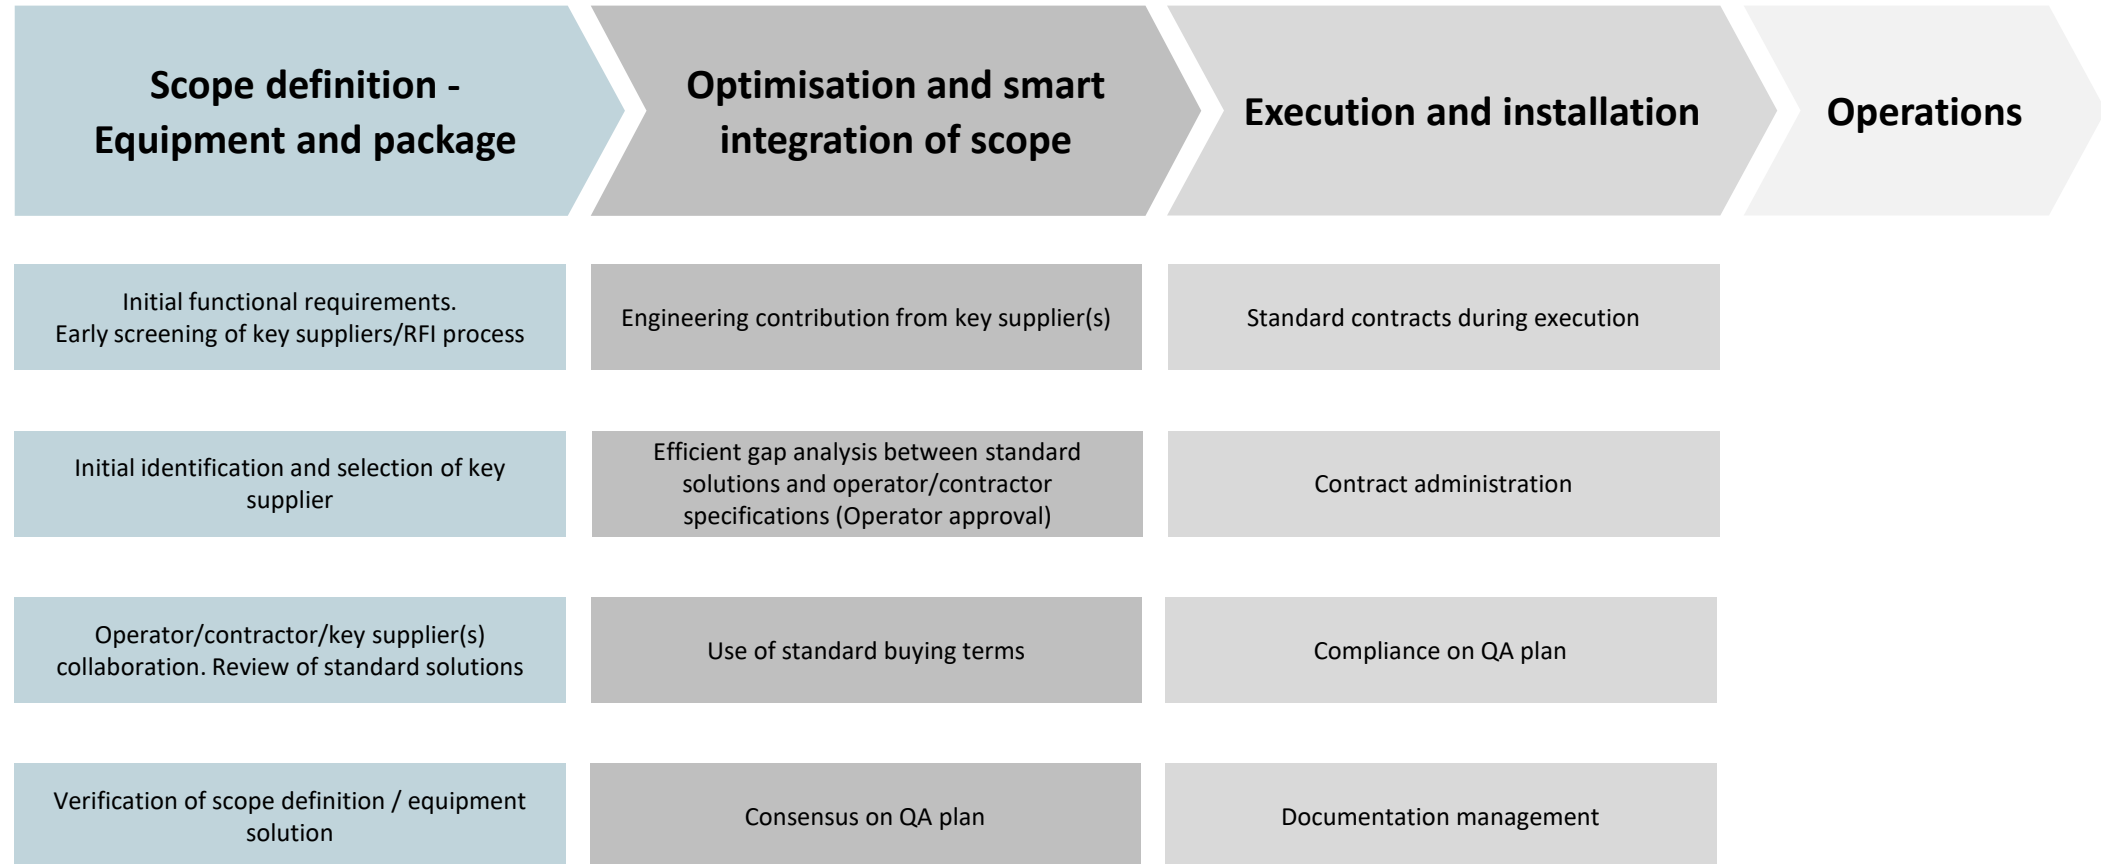 Scope definition -
Equipment and package
Optimisation and smart
integration of scope
Execution and installation
Operations
Initial functional requirements.
Early screening of key suppliers/RFI process
Engineering contribution from key supplier(s)
Standard contracts during execution
Initial identification and selection of key
supplier
Efficient gap analysis between standard
solutions and operator/contractor
specifications (Operator approval)
Contract administration
Operator/contractor/key supplier(s)
collaboration. Review of standard solutions
Use of standard buying terms
Compliance on QA plan
Verification of scope definition / equipment
solution
Consensus on QA plan
Documentation management